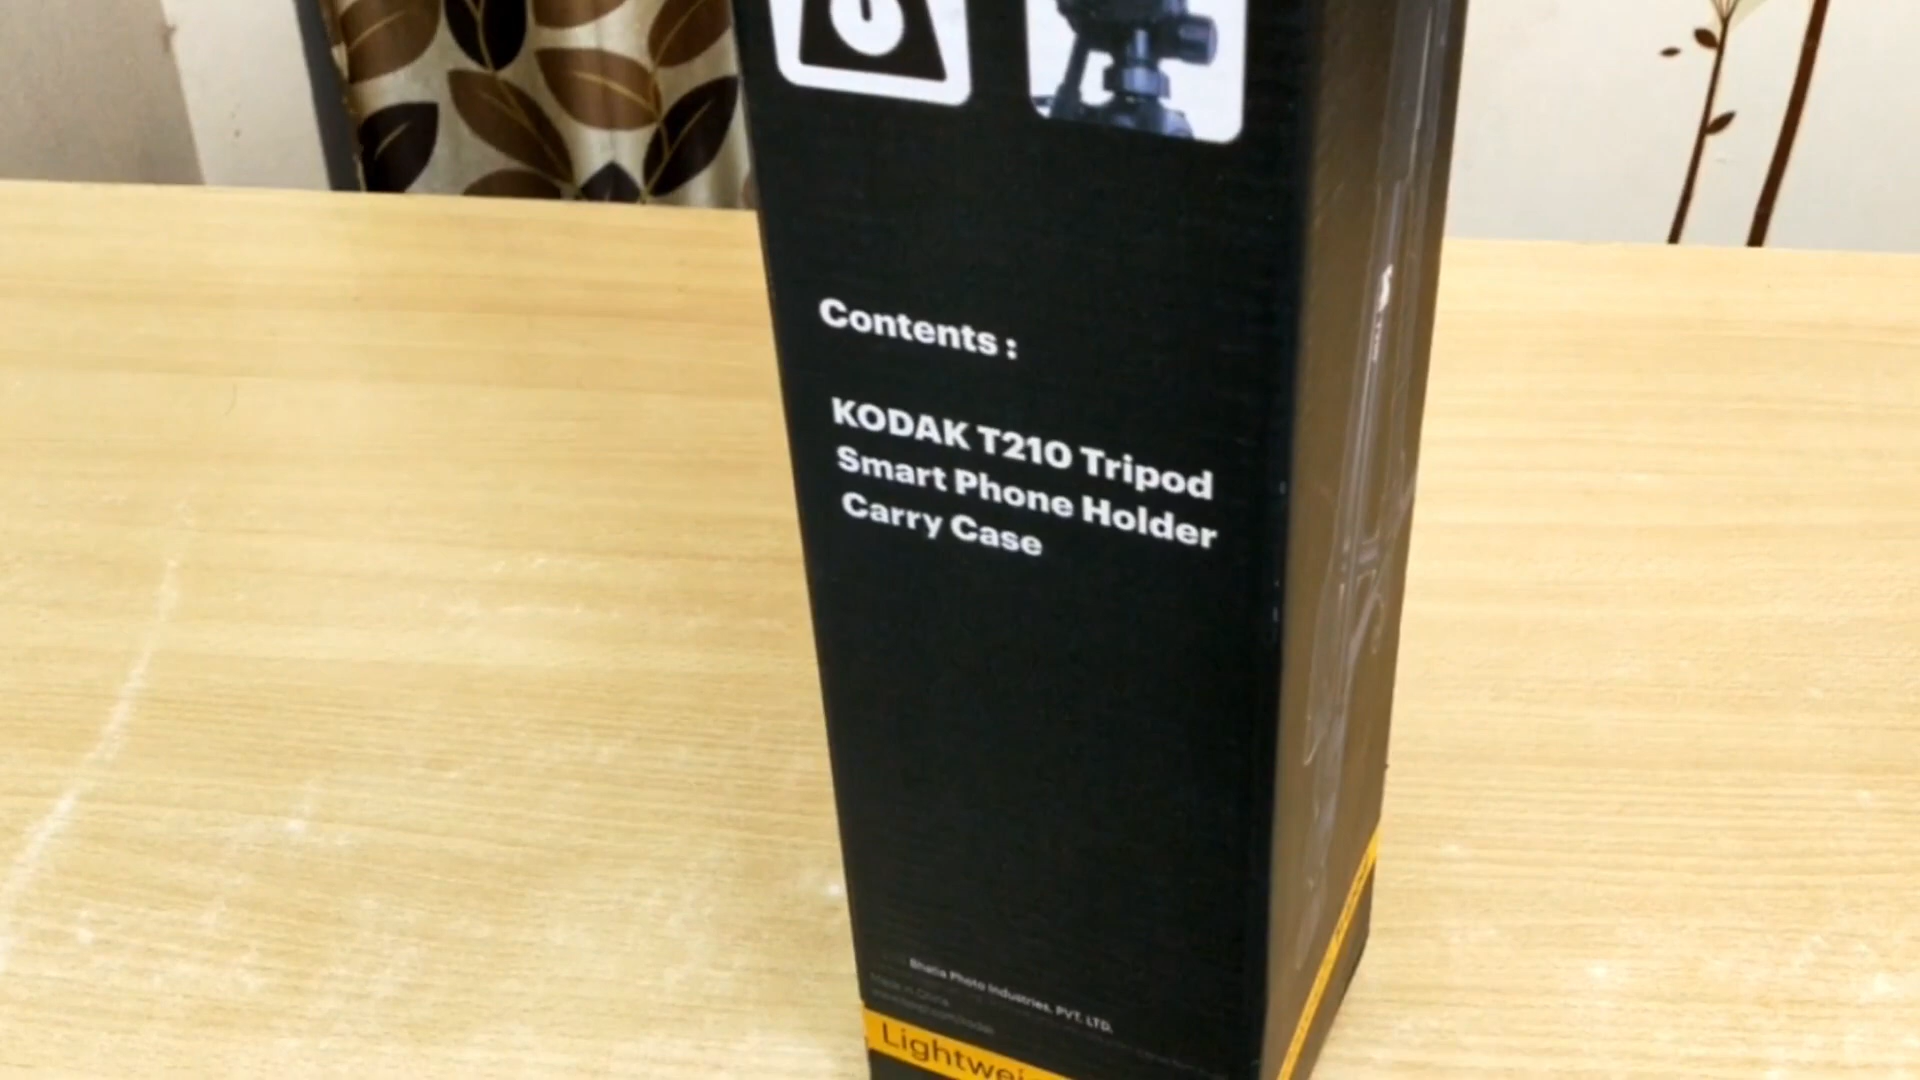 Contents :
KODAK T210 Tripod
Smart Phone Holder
Carry Case
Bhatia Photo Industries. PVT. LTD.
Made in China
Lightwei